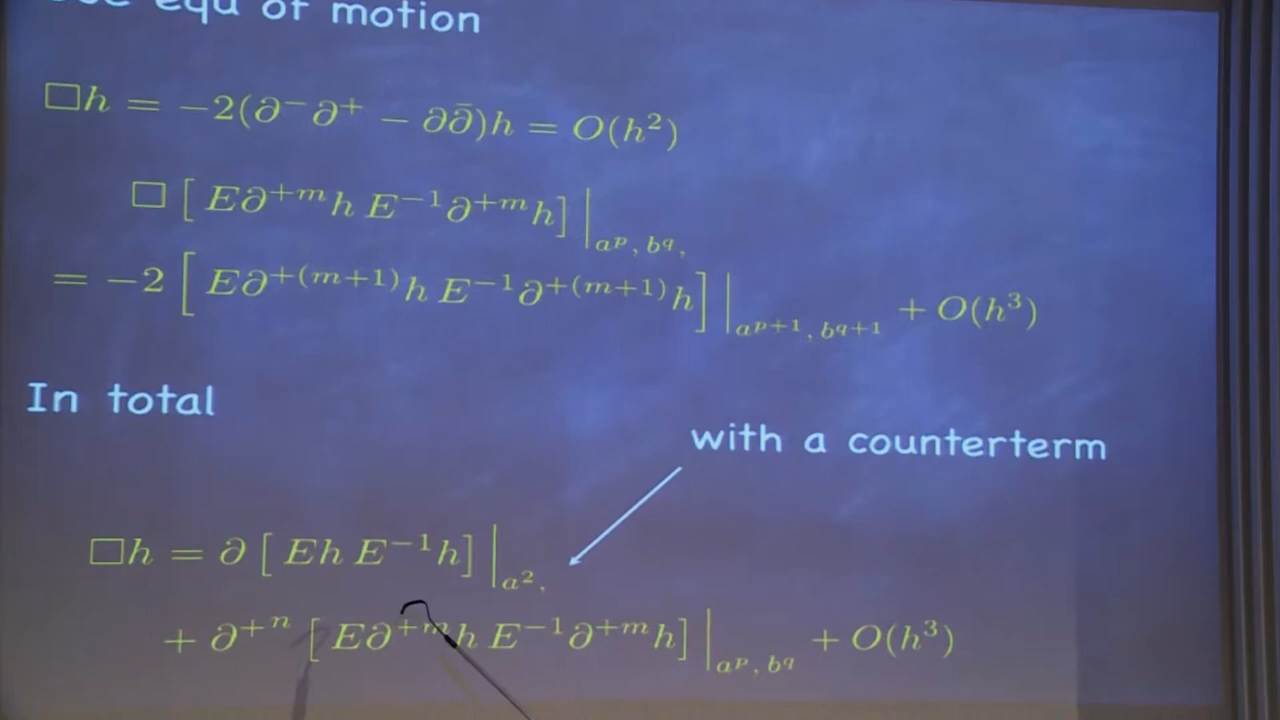 equ of motion
□h = −2(∂⁻∂⁺ − ∂∂̄)h = O(h²)
□ [ E∂⁺ᵐh E⁻¹∂⁺ᵐh] |_{aᵖ, b^q,}
= −2 [ E∂⁺⁽ᵐ⁺¹⁾h E⁻¹∂⁺⁽ᵐ⁺¹⁾h] |_{aᵖ⁺¹, b^{q+1}} + O(h³)
In total
with a counterterm
□h = ∂ [ Eh E⁻¹h] |_{a²,}
+ ∂⁺ⁿ [ E∂⁺ᵐh E⁻¹∂⁺ᵐh] |_{aᵖ, b^q} + O(h³)